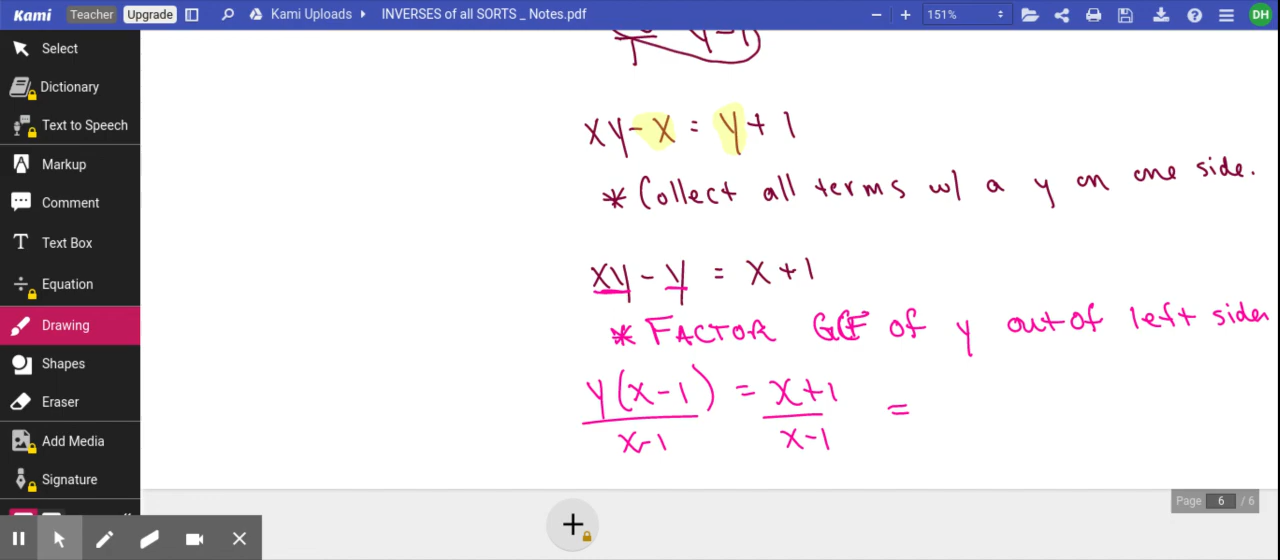 Kami Teacher Upgrade Kami Uploads INVERSES of all SORTS _ Notes.pdf 151% DH
Select
Dictionary
Text to Speech
Markup
Comment
Text Box
Equation
Drawing
Shapes
Eraser
Add Media
Signature
1 y-1
xy - x = y + 1
* Collect all terms w/ a y on one side.
xy - y = x + 1
* FACTOR GCF of y out of left side
y(x-1) = x+1 =
x-1 x-1
Page 6 / 6